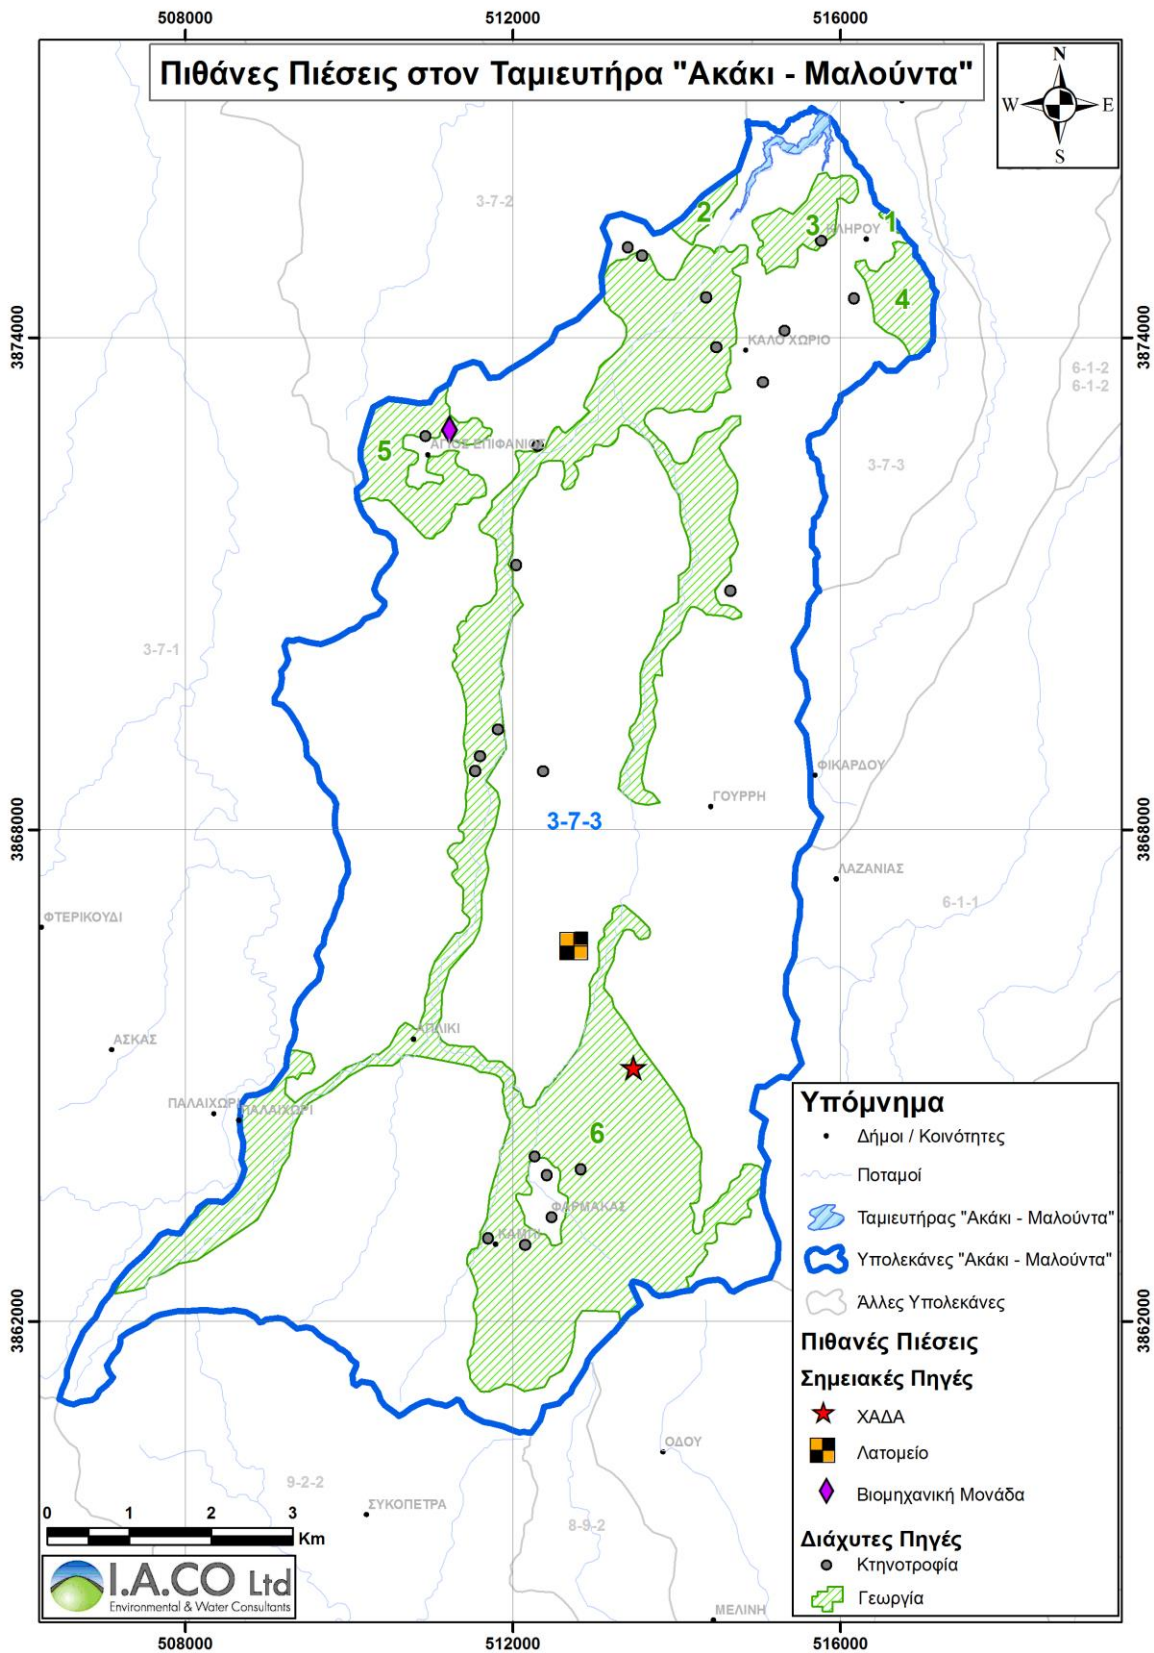 508000 512000 516000
Πιθάνες Πιέσεις στον Ταμιευτήρα "Ακάκι - Μαλούντα"
N
W E
S
3-7-2
2
3
ΚΛΗΡΟΥ
1
4
3874000 3874000
ΚΑΛΟ ΧΩΡΙΟ
6-1-2
6-1-2
5
ΑΓΙΟΣ ΕΠΙΦΑΝΙΟΣ
3-7-3
3-7-1
ΦΙΚΑΡΔΟΥ
ΓΟΥΡΡΗ
3-7-3
3868000 3868000
ΛΑΖΑΝΙΑΣ
6-1-1
ΦΤΕΡΙΚΟΥΔΙ
ΑΠΛΙΚΙ
ΑΣΚΑΣ
ΠΑΛΑΙΧΩΡΙ
ΠΑΛΑΙΧΩΡΙ
6
ΦΑΡΜΑΚΑΣ
ΚΑΜΠΙ
3862000 3862000
ΟΔΟΥ
9-2-2
ΣΥΚΟΠΕΤΡΑ
8-9-2
ΜΕΛΙΝΗ
Υπόμνημα
Δήμοι / Κοινότητες
Ποταμοί
Ταμιευτήρας "Ακάκι - Μαλούντα"
Υπολεκάνες "Ακάκι - Μαλούντα"
Άλλες Υπολεκάνες
Πιθανές Πιέσεις
Σημειακές Πηγές
ΧΑΔΑ
Λατομείο
Βιομηχανική Μονάδα
Διάχυτες Πηγές
Κτηνοτροφία
Γεωργία
0 1 2 3
Km
I.A.CO Ltd
Environmental & Water Consultants
508000 512000 516000